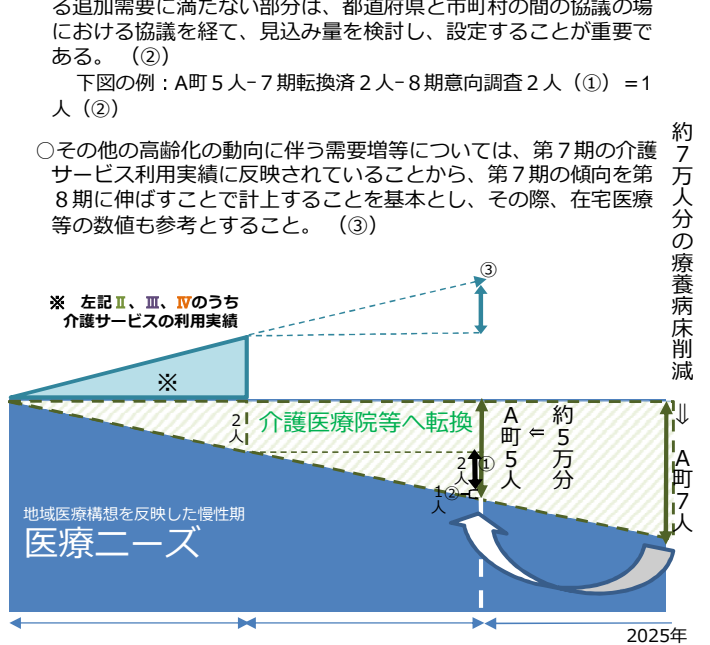 る追加需要に満たない部分は、都道府県と市町村の間の協議の場
における協議を経て、見込み量を検討し、設定することが重要で
ある。（②）
下図の例：A町５人−７期転換済２人−８期意向調査２人（①）＝1
人（②）
○その他の高齢化の動向に伴う需要増等については、第７期の介護
サービス利用実績に反映されていることから、第７期の傾向を第
８期に伸ばすことで計上することを基本とし、その際、在宅医療
等の数値も参考とすること。（③）
約７万人分の療養病床削減
⇓
A町7人
③
※　左記Ⅱ、Ⅲ、Ⅳのうち
介護サービスの利用実績
※
2人
介護医療院等へ転換
約5万分
⇐
A町5人
2人
①
1人
②
地域医療構想を反映した慢性期
医療ニーズ
2025年